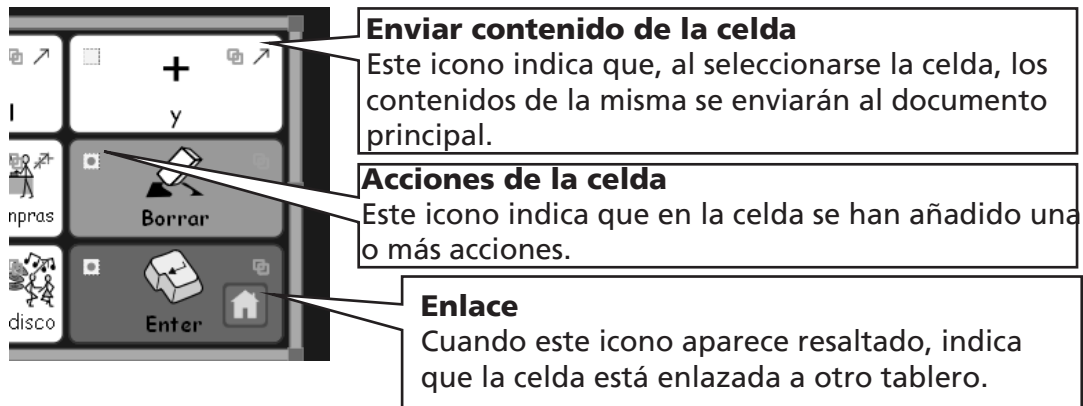 Enviar contenido de la celda
Este icono indica que, al seleccionarse la celda, los
contenidos de la misma se enviarán al documento
principal.
Acciones de la celda
Este icono indica que en la celda se han añadido una
o más acciones.
Enlace
Cuando este icono aparece resaltado, indica
que la celda está enlazada a otro tablero.
+
y
mpras
Borrar
disco
Enter